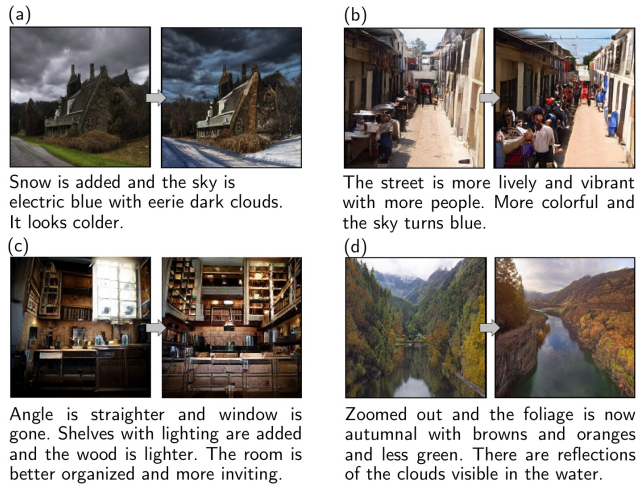 (a)
(b)
Snow is added and the sky is
electric blue with eerie dark clouds.
It looks colder.
The street is more lively and vibrant
with more people. More colorful and
the sky turns blue.
(c)
(d)
Angle is straighter and window is
gone. Shelves with lighting are added
and the wood is lighter. The room is
better organized and more inviting.
Zoomed out and the foliage is now
autumnal with browns and oranges
and less green. There are reflections
of the clouds visible in the water.